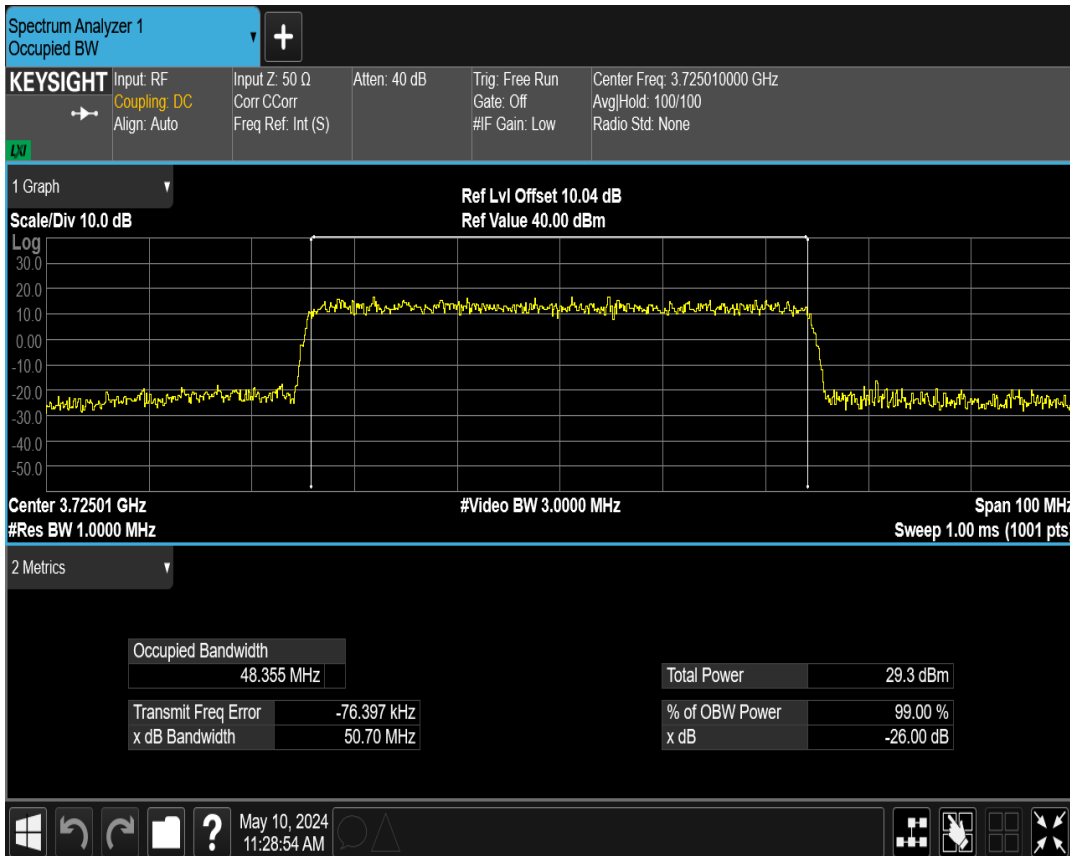 Spectrum Analyzer 1
Occupied BW
+
KEYSIGHT
LXI
Input: RF
Coupling: DC
Align: Auto
Input Z: 50 Ω
Corr CCorr
Freq Ref: Int (S)
Atten: 40 dB
Trig: Free Run
Gate: Off
#IF Gain: Low
Center Freq: 3.725010000 GHz
Avg|Hold: 100/100
Radio Std: None
1 Graph
Scale/Div 10.0 dB
Ref Lvl Offset 10.04 dB
Ref Value 40.00 dBm
Log
30.0
20.0
10.0
0.00
-10.0
-20.0
-30.0
-40.0
-50.0
Center 3.72501 GHz
#Res BW 1.0000 MHz
#Video BW 3.0000 MHz
Span 100 MHz
Sweep 1.00 ms (1001 pts)
2 Metrics
Occupied Bandwidth
48.355 MHz
Transmit Freq Error -76.397 kHz
x dB Bandwidth 50.70 MHz
Total Power 29.3 dBm
% of OBW Power 99.00 %
x dB -26.00 dB
?
May 10, 2024
11:28:54 AM